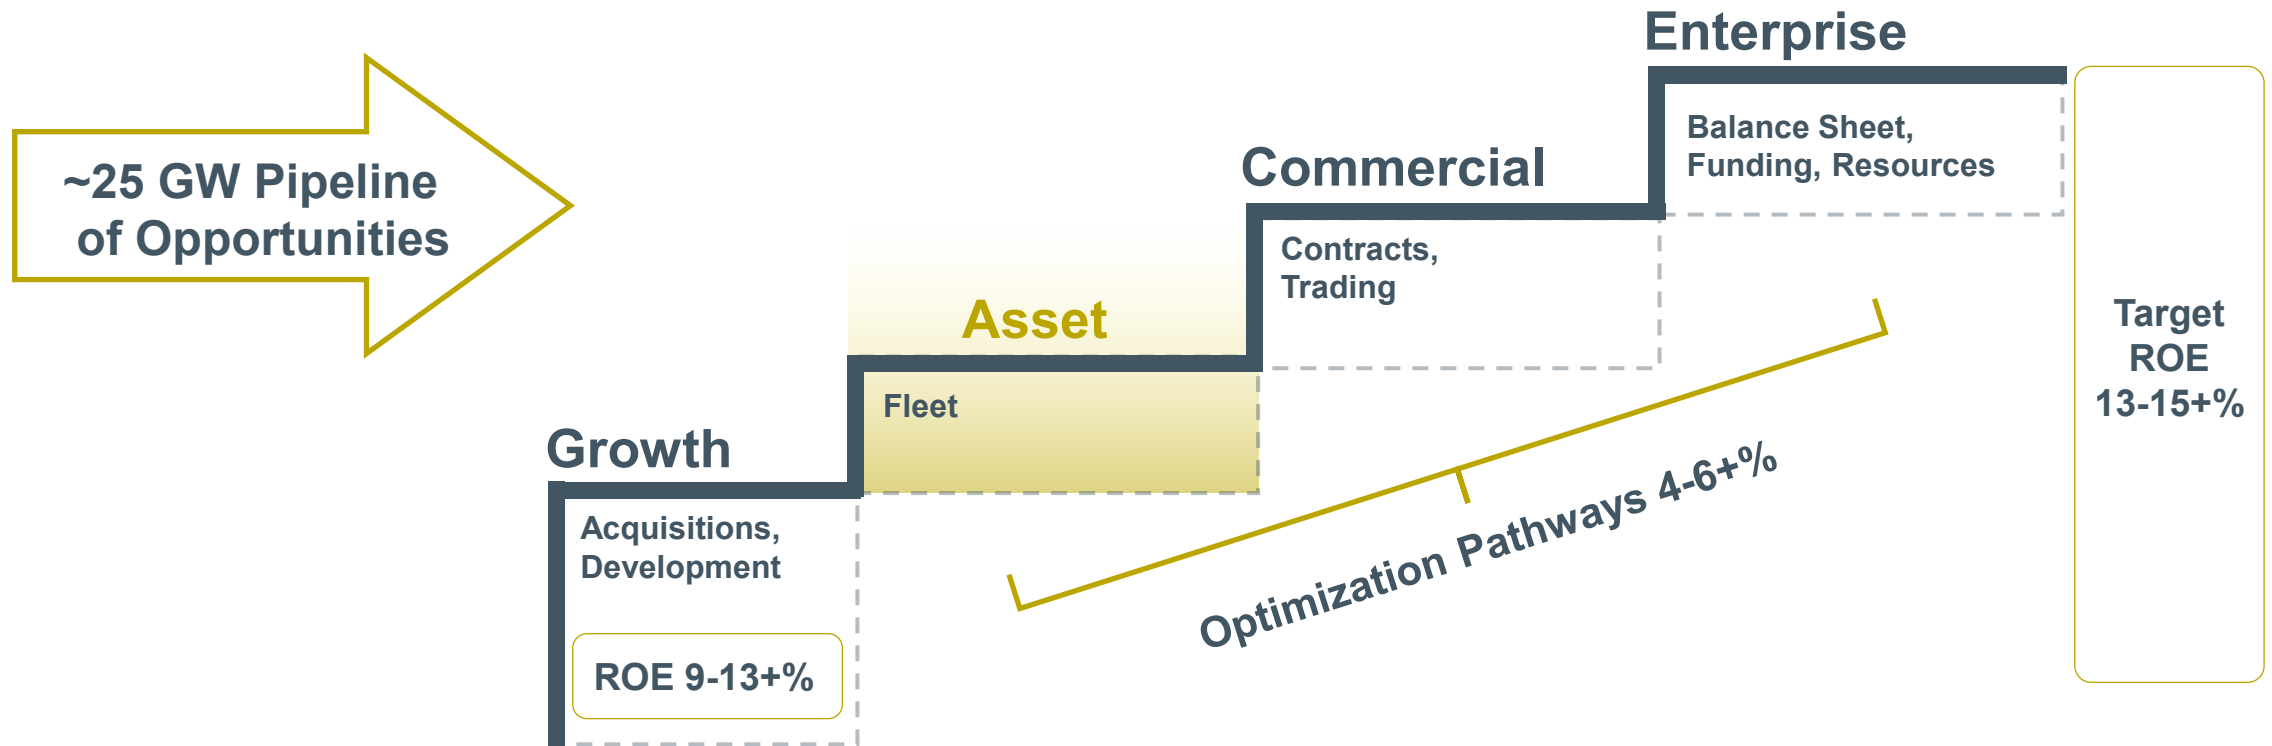 ~25 GW Pipeline
of Opportunities
Growth
Acquisitions,
Development
ROE 9-13+%
Asset
Fleet
Commercial
Contracts,
Trading
Enterprise
Balance Sheet,
Funding, Resources
Optimization Pathways 4-6+%
Target
ROE
13-15+%